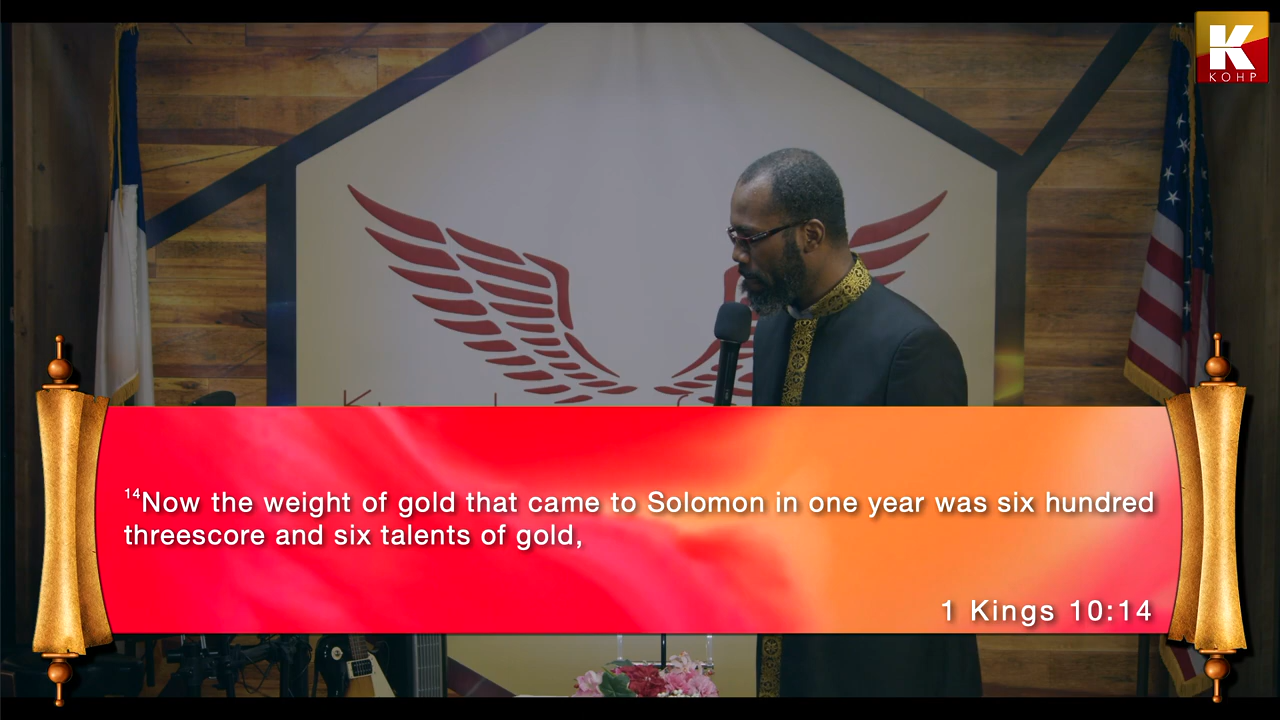 K
KOHP
¹⁴Now the weight of gold that came to Solomon in one year was six hundred
threescore and six talents of gold,
1 Kings 10:14